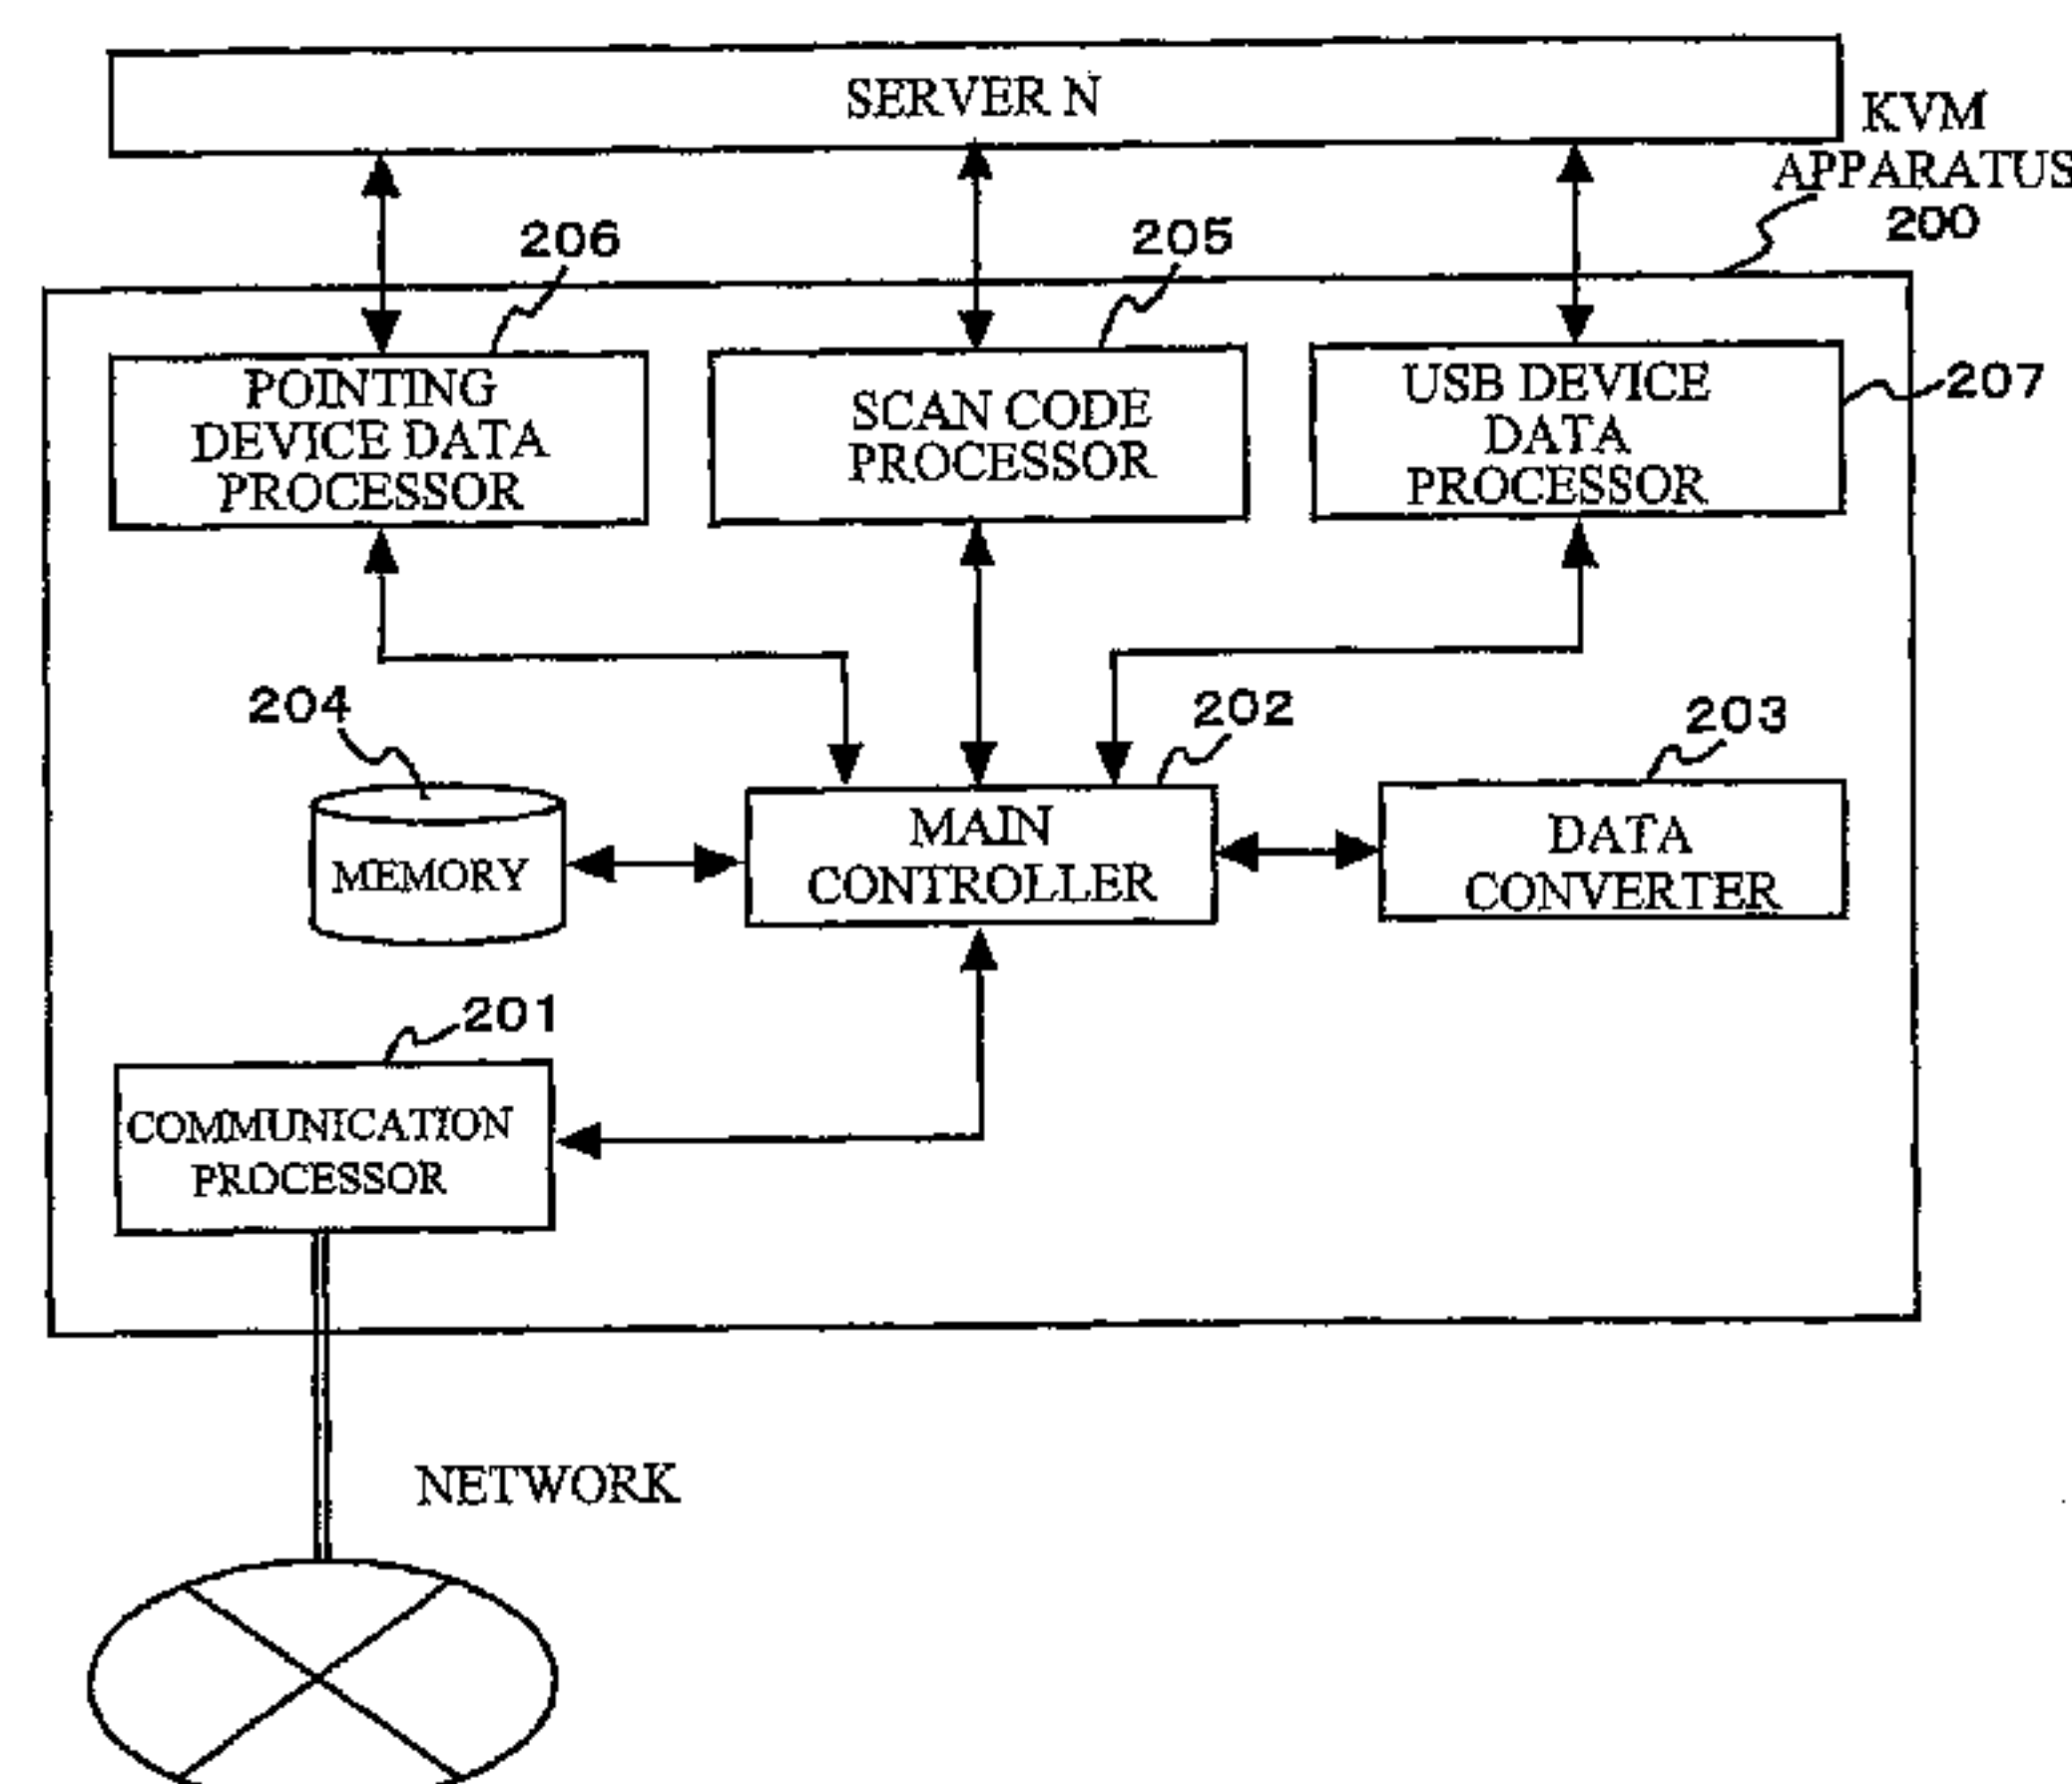 SERVER N
KVM
APPARATUS
200
206
205
POINTING
DEVICE DATA
PROCESSOR
SCAN CODE
PROCESSOR
USB DEVICE
DATA
PROCESSOR
207
204
202
203
MEMORY
MAIN
CONTROLLER
DATA
CONVERTER
201
COMMUNICATION
PROCESSOR
NETWORK